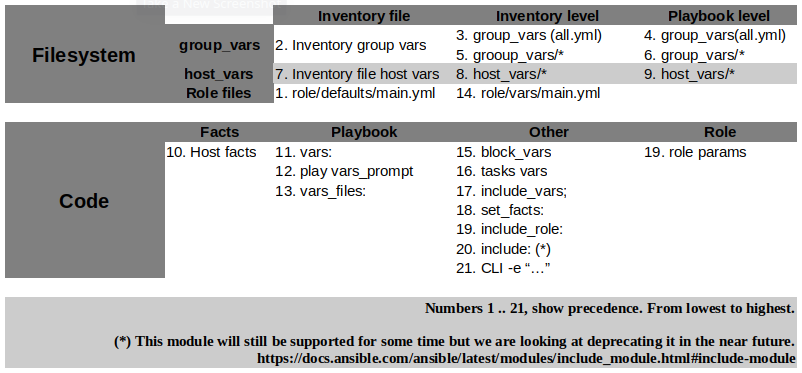 Take a New Screenshot
Inventory file Inventory level Playbook level
Filesystem group_vars 2. Inventory group vars 3. group_vars (all.yml) 4. group_vars(all.yml)
5. grooup_vars/* 6. group_vars/*
host_vars 7. Inventory file host vars 8. host_vars/* 9. host_vars/*
Role files 1. role/defaults/main.yml 14. role/vars/main.yml
Facts Playbook Other Role
Code 10. Host facts 11. vars: 15. block_vars 19. role params
12. play vars_prompt 16. tasks vars
13. vars_files: 17. include_vars;
18. set_facts:
19. include_role:
20. include: (*)
21. CLI -e “…”
Numbers 1 .. 21, show precedence. From lowest to highest.
(*) This module will still be supported for some time but we are looking at deprecating it in the near future.
https://docs.ansible.com/ansible/latest/modules/include_module.html#include-module